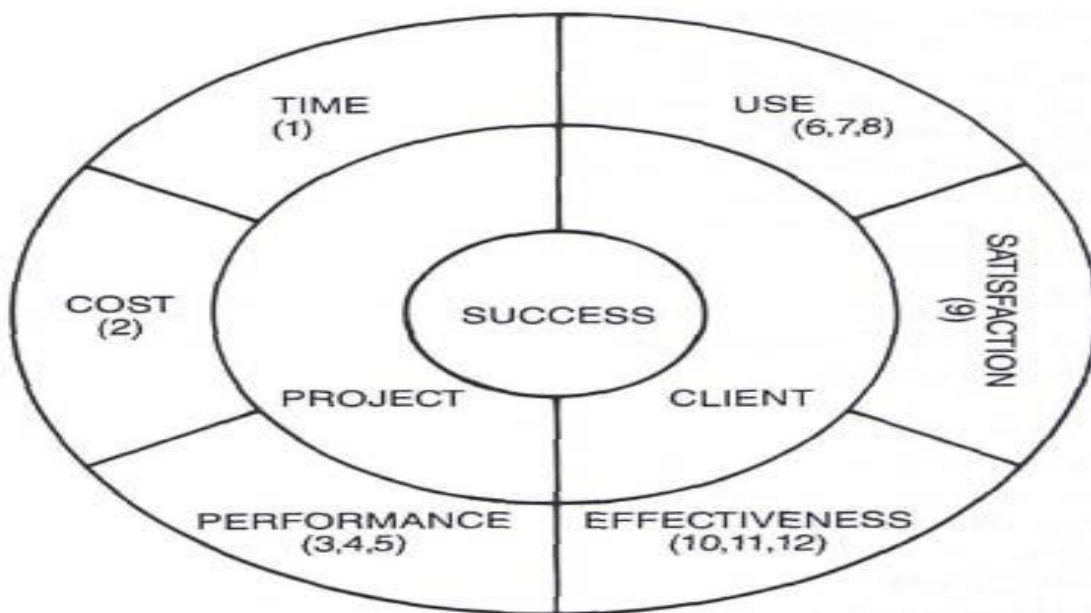 TIME
(1)
USE
(6,7,8)
COST
(2)
SUCCESS
SATISFACTION
(9)
PROJECT
CLIENT
PERFORMANCE
(3,4,5)
EFFECTIVENESS
(10,11,12)